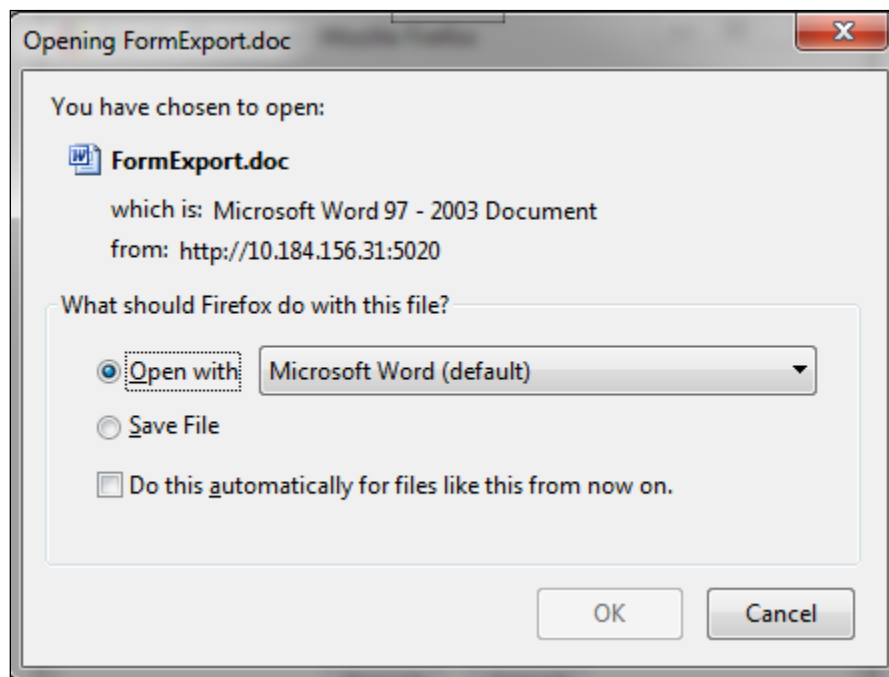 Opening FormExport.doc
Mozilla Firefox
You have chosen to open:
FormExport.doc
which is: Microsoft Word 97 - 2003 Document
from: http://10.184.156.31:5020
What should Firefox do with this file?
Open with
Microsoft Word (default)
Save File
Do this automatically for files like this from now on.
OK
Cancel